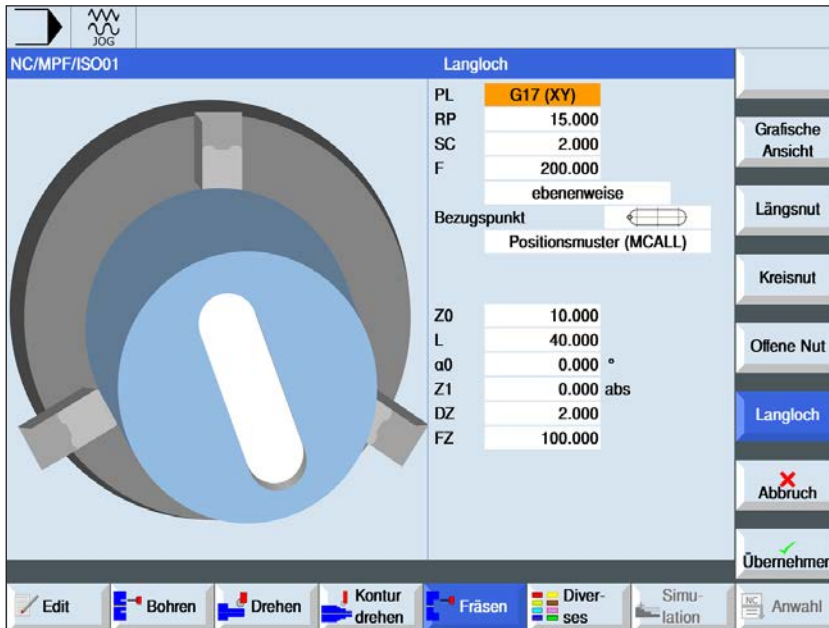 JOG
NC/MPF/ISO01
Langloch
PL G17 (XY)
RP 15.000
SC 2.000
F 200.000
ebenenweise
Bezugspunkt
Positionsmuster (MCALL)
Z0 10.000
L 40.000
α0 0.000 °
Z1 0.000 abs
DZ 2.000
FZ 100.000
Grafische
Ansicht
Längsnut
Kreisnut
Offene Nut
Langloch
Abbruch
Übernehmen
Edit
Bohren
Drehen
Kontur
drehen
Fräsen
Diver-
ses
Simu-
lation
NC
Anwahl